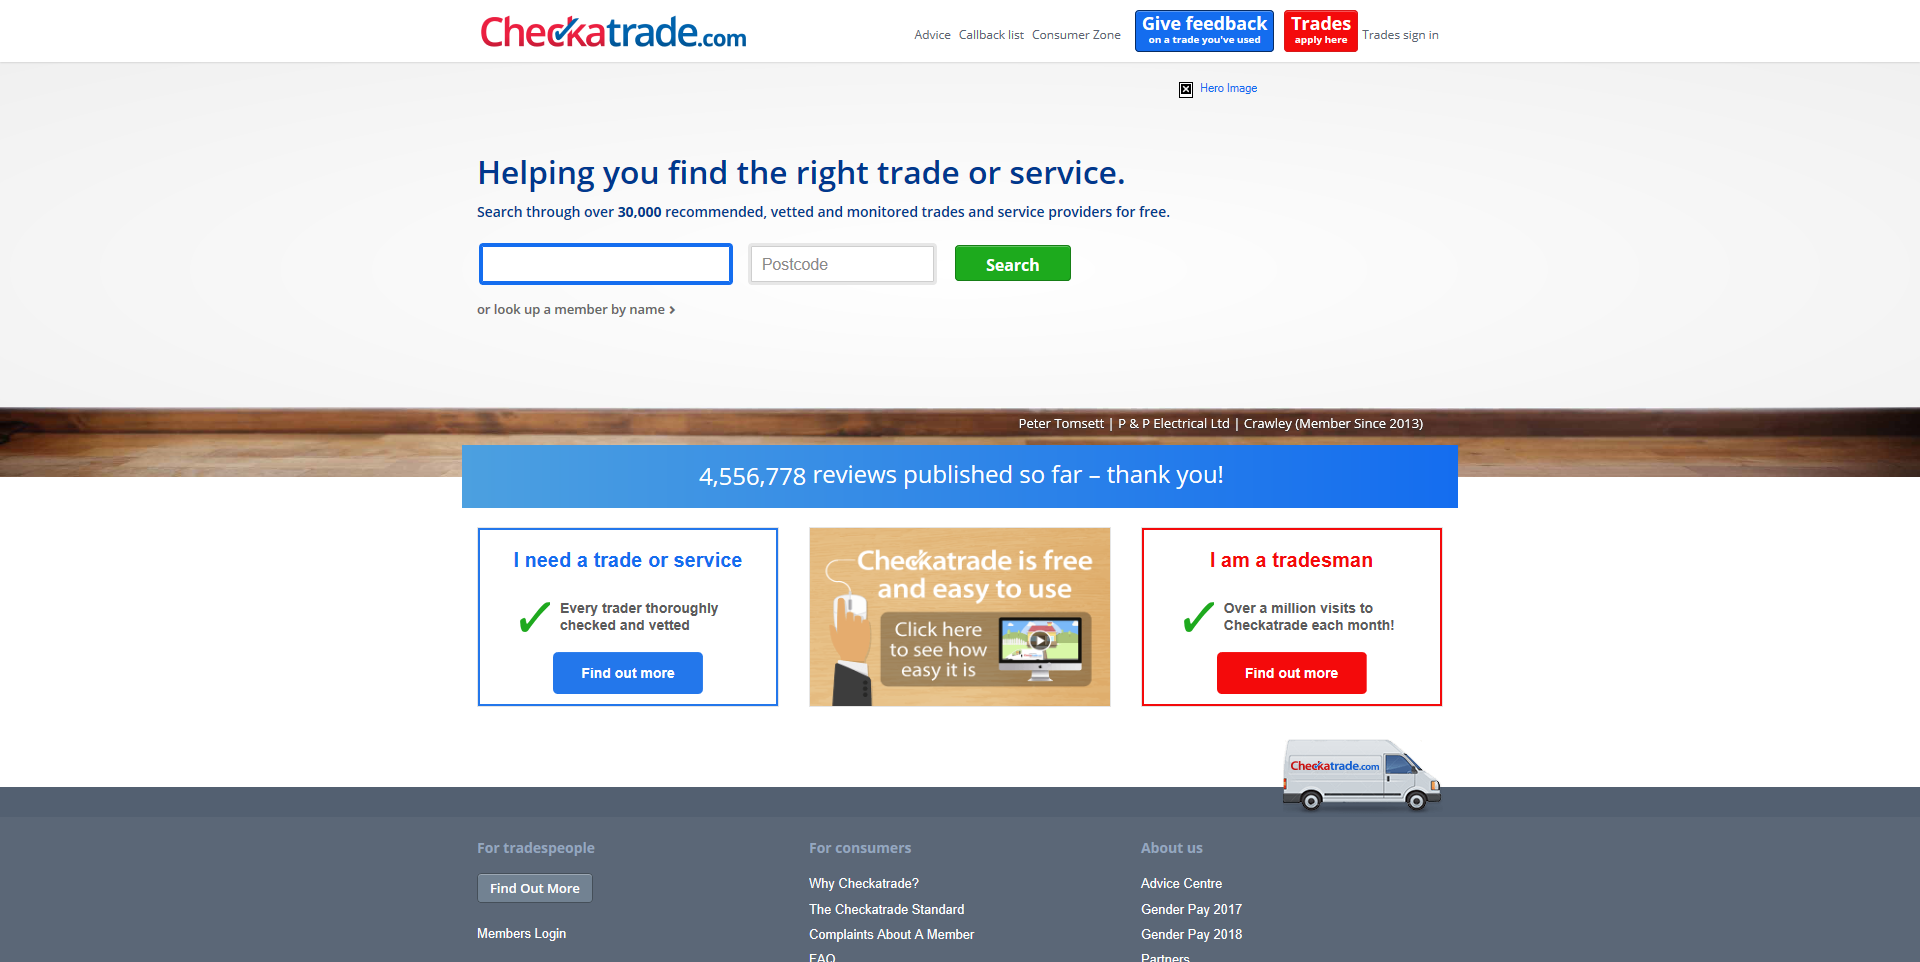 Checkatrade.com
Advice Callback list Consumer Zone
Give feedback
on a trade you've used
Trades
apply here
Trades sign in
Hero Image
Helping you find the right trade or service.
Search through over 30,000 recommended, vetted and monitored trades and service providers for free.
Postcode
Search
or look up a member by name
Peter Tomsett | P & P Electrical Ltd | Crawley (Member Since 2013)
4,556,778 reviews published so far – thank you!
I need a trade or service
Every trader thoroughly
checked and vetted
Find out more
Checkatrade is free
and easy to use
Click here
to see how
easy it is
I am a tradesman
Over a million visits to
Checkatrade each month!
Find out more
Checkatrade.com
For tradespeople
Find Out More
Members Login
For consumers
Why Checkatrade?
The Checkatrade Standard
Complaints About A Member
FAQ
About us
Advice Centre
Gender Pay 2017
Gender Pay 2018
Partners